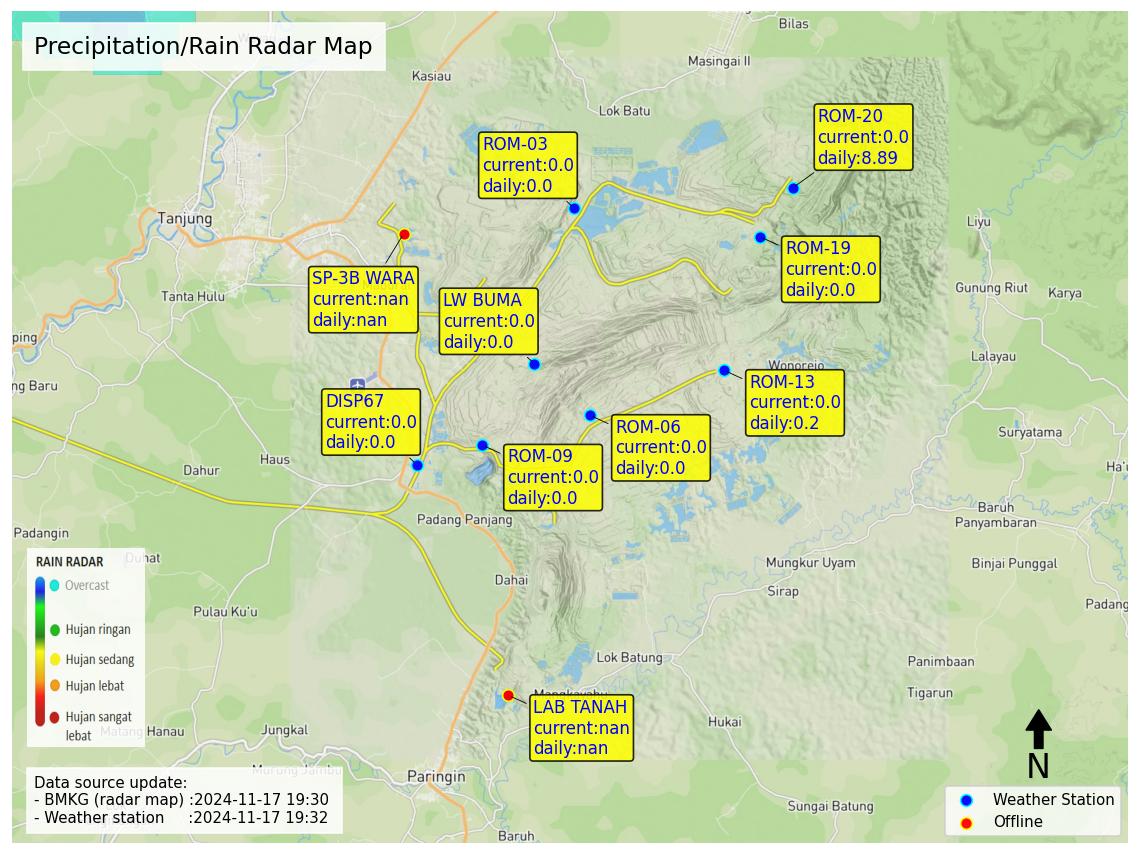 Precipitation/Rain Radar Map
Bilas
Masingai II
Kasiau
Lok Batu
ROM-20
current:0.0
daily:8.89
ROM-03
current:0.0
daily:0.0
Tanjung
Liyu
ROM-19
current:0.0
daily:0.0
SP-3B WARA
current:nan
daily:nan
Tanta Hulu
LW BUMA
current:0.0
daily:0.0
Gunung Riut
Karya
ping
Lalayau
Wonorejo
ng Baru
ROM-13
current:0.0
daily:0.2
DISP67
current:0.0
daily:0.0
ROM-06
current:0.0
daily:0.0
Suryatama
ROM-09
current:0.0
daily:0.0
Haus
Dahur
Ha'u
Baruh
Panyambaran
Padang Panjang
Padangin
Duhat
Mungkur Uyam
Binjai Punggal
Dahai
Sirap
Padang
Pulau Ku'u
RAIN RADAR
Overcast
Hujan ringan
Hujan sedang
Hujan lebat
Hujan sangat
lebat
Lok Batung
Panimbaan
Tigarun
LAB TANAH
current:nan
daily:nan
Hukai
Matang Hanau
Jungkal
Murung Jambu
Paringin
N
Data source update:
- BMKG (radar map) :2024-11-17 19:30
- Weather station :2024-11-17 19:32
Sungai Batung
Baruh
Weather Station
Offline